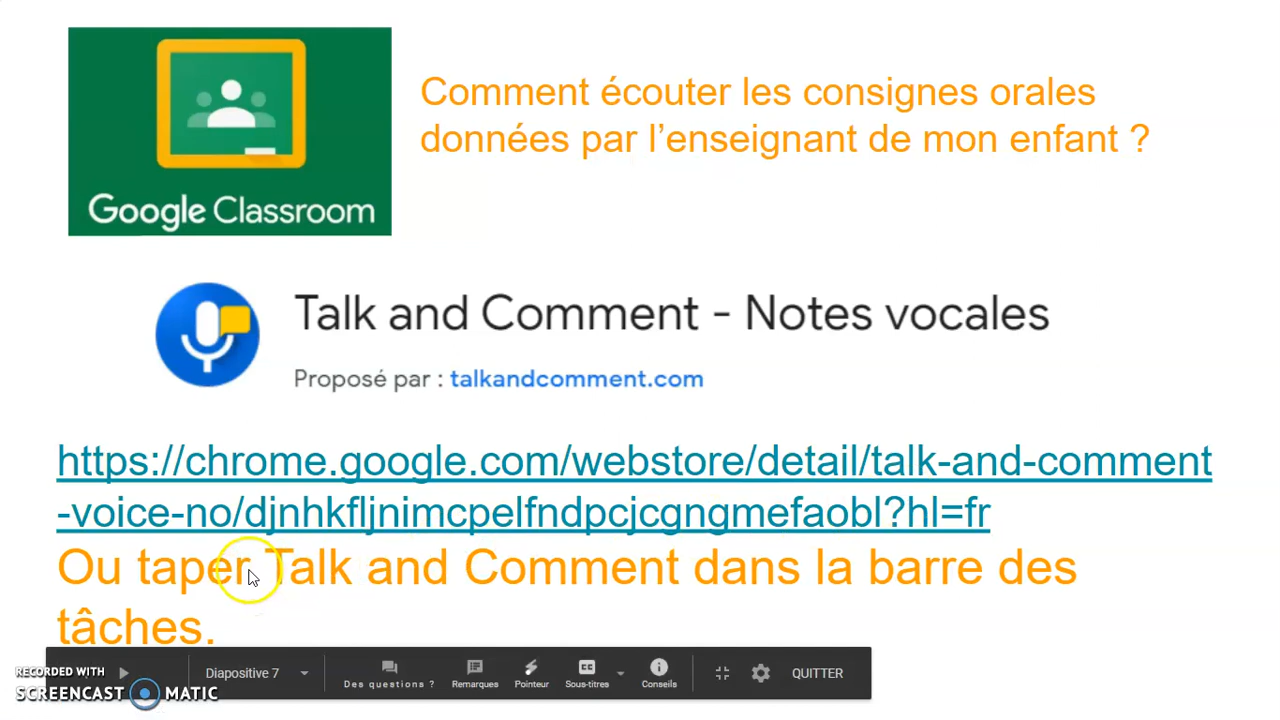 Google Classroom
Comment écouter les consignes orales
données par l’enseignant de mon enfant ?
Talk and Comment - Notes vocales
Proposé par : talkandcomment.com
https://chrome.google.com/webstore/detail/talk-and-comment
-voice-no/djnhkfljnimcpelfndpcjcgngmefaobl?hl=fr
Ou taper Talk and Comment dans la barre des
tâches.
Diapositive 7
Des questions ?
Remarques
Pointeur
Sous-titres
Conseils
QUITTER
RECORDED WITH
SCREENCAST MATIC